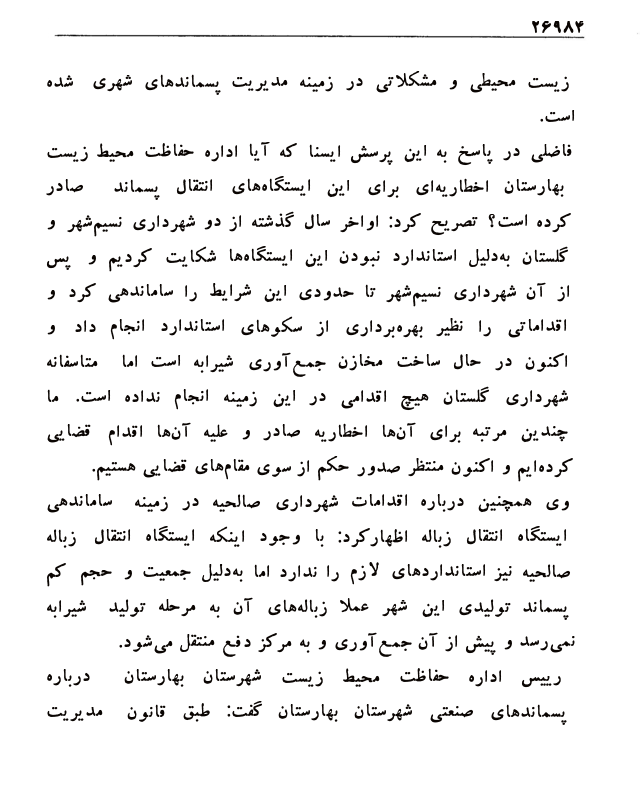 ۲۶۹۸۴
زیست محیطی و مشکلاتی در زمینه مدیریت پسماندهای شهری شده
است.
فاضلی در پاسخ به این پرسش ایسنا که آیا اداره حفاظت محیط زیست
بهارستان اخطاریه‌ای برای این ایستگاه‌های انتقال پسماند صادر
کرده است؟ تصریح کرد: اواخر سال گذشته از دو شهرداری نسیم‌شهر و
گلستان به‌دلیل استاندارد نبودن این ایستگاه‌ها شکایت کردیم و پس
از آن شهرداری نسیم‌شهر تا حدودی این شرایط را ساماندهی کرد و
اقداماتی را نظیر بهره‌برداری از سکوهای استاندارد انجام داد و
اکنون در حال ساخت مخازن جمع‌آوری شیرابه است اما متاسفانه
شهرداری گلستان هیچ اقدامی در این زمینه انجام نداده است. ما
چندین مرتبه برای آن‌ها اخطاریه صادر و علیه آن‌ها اقدام قضایی
کرده‌ایم و اکنون منتظر صدور حکم از سوی مقام‌های قضایی هستیم.
وی همچنین درباره اقدامات شهرداری صالحیه در زمینه ساماندهی
ایستگاه انتقال زباله اظهارکرد: با وجود اینکه ایستگاه انتقال زباله
صالحیه نیز استانداردهای لازم را ندارد اما به‌دلیل جمعیت و حجم کم
پسماند تولیدی این شهر عملا زباله‌های آن به مرحله تولید شیرابه
نمی‌رسد و پیش از آن جمع‌آوری و به مرکز دفع منتقل می‌شود.
رییس اداره حفاظت محیط زیست شهرستان بهارستان درباره
پسماندهای صنعتی شهرستان بهارستان گفت: طبق قانون مدیریت